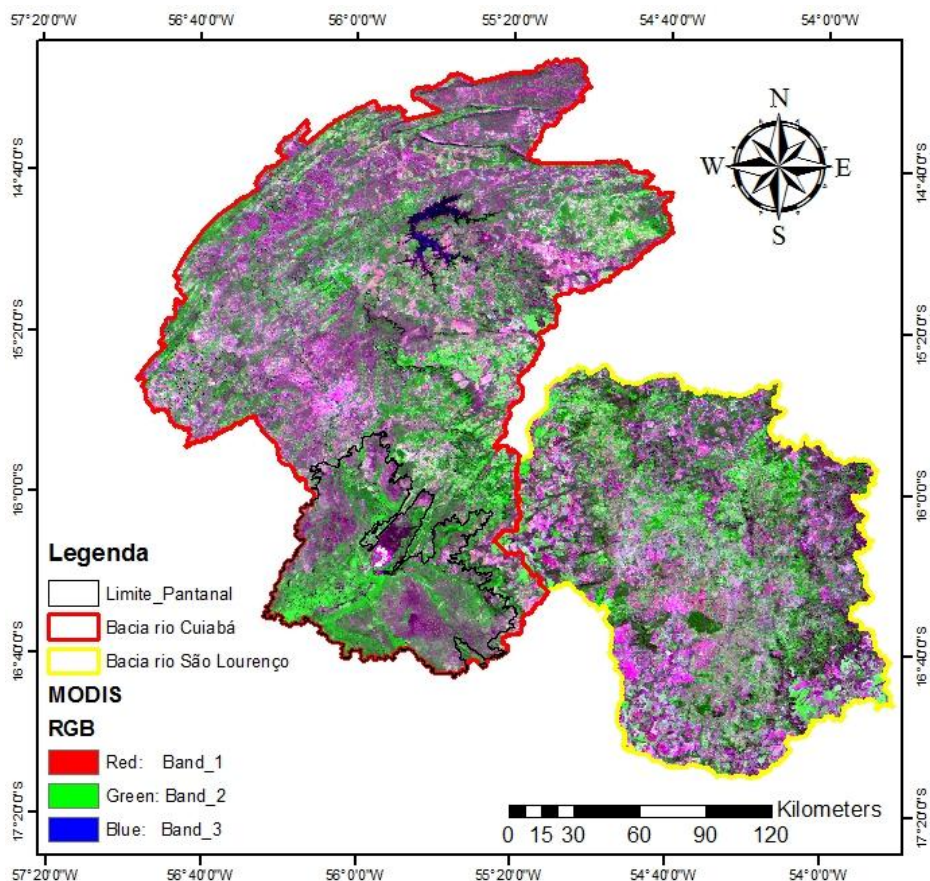 57°20'0"W 56°40'0"W 56°0'0"W 55°20'0"W 54°40'0"W 54°0'0"W
N
W E
S
14°40'0"S
14°40'0"S
15°20'0"S
15°20'0"S
16°0'0"S
16°0'0"S
16°40'0"S
16°40'0"S
17°20'0"S
17°20'0"S
Legenda
Limite_Pantanal
Bacia rio Cuiabá
Bacia rio São Lourenço
MODIS
RGB
Red: Band_1
Green: Band_2
Blue: Band_3
Kilometers
0 15 30 60 90 120
57°20'0"W 56°40'0"W 56°0'0"W 55°20'0"W 54°40'0"W 54°0'0"W